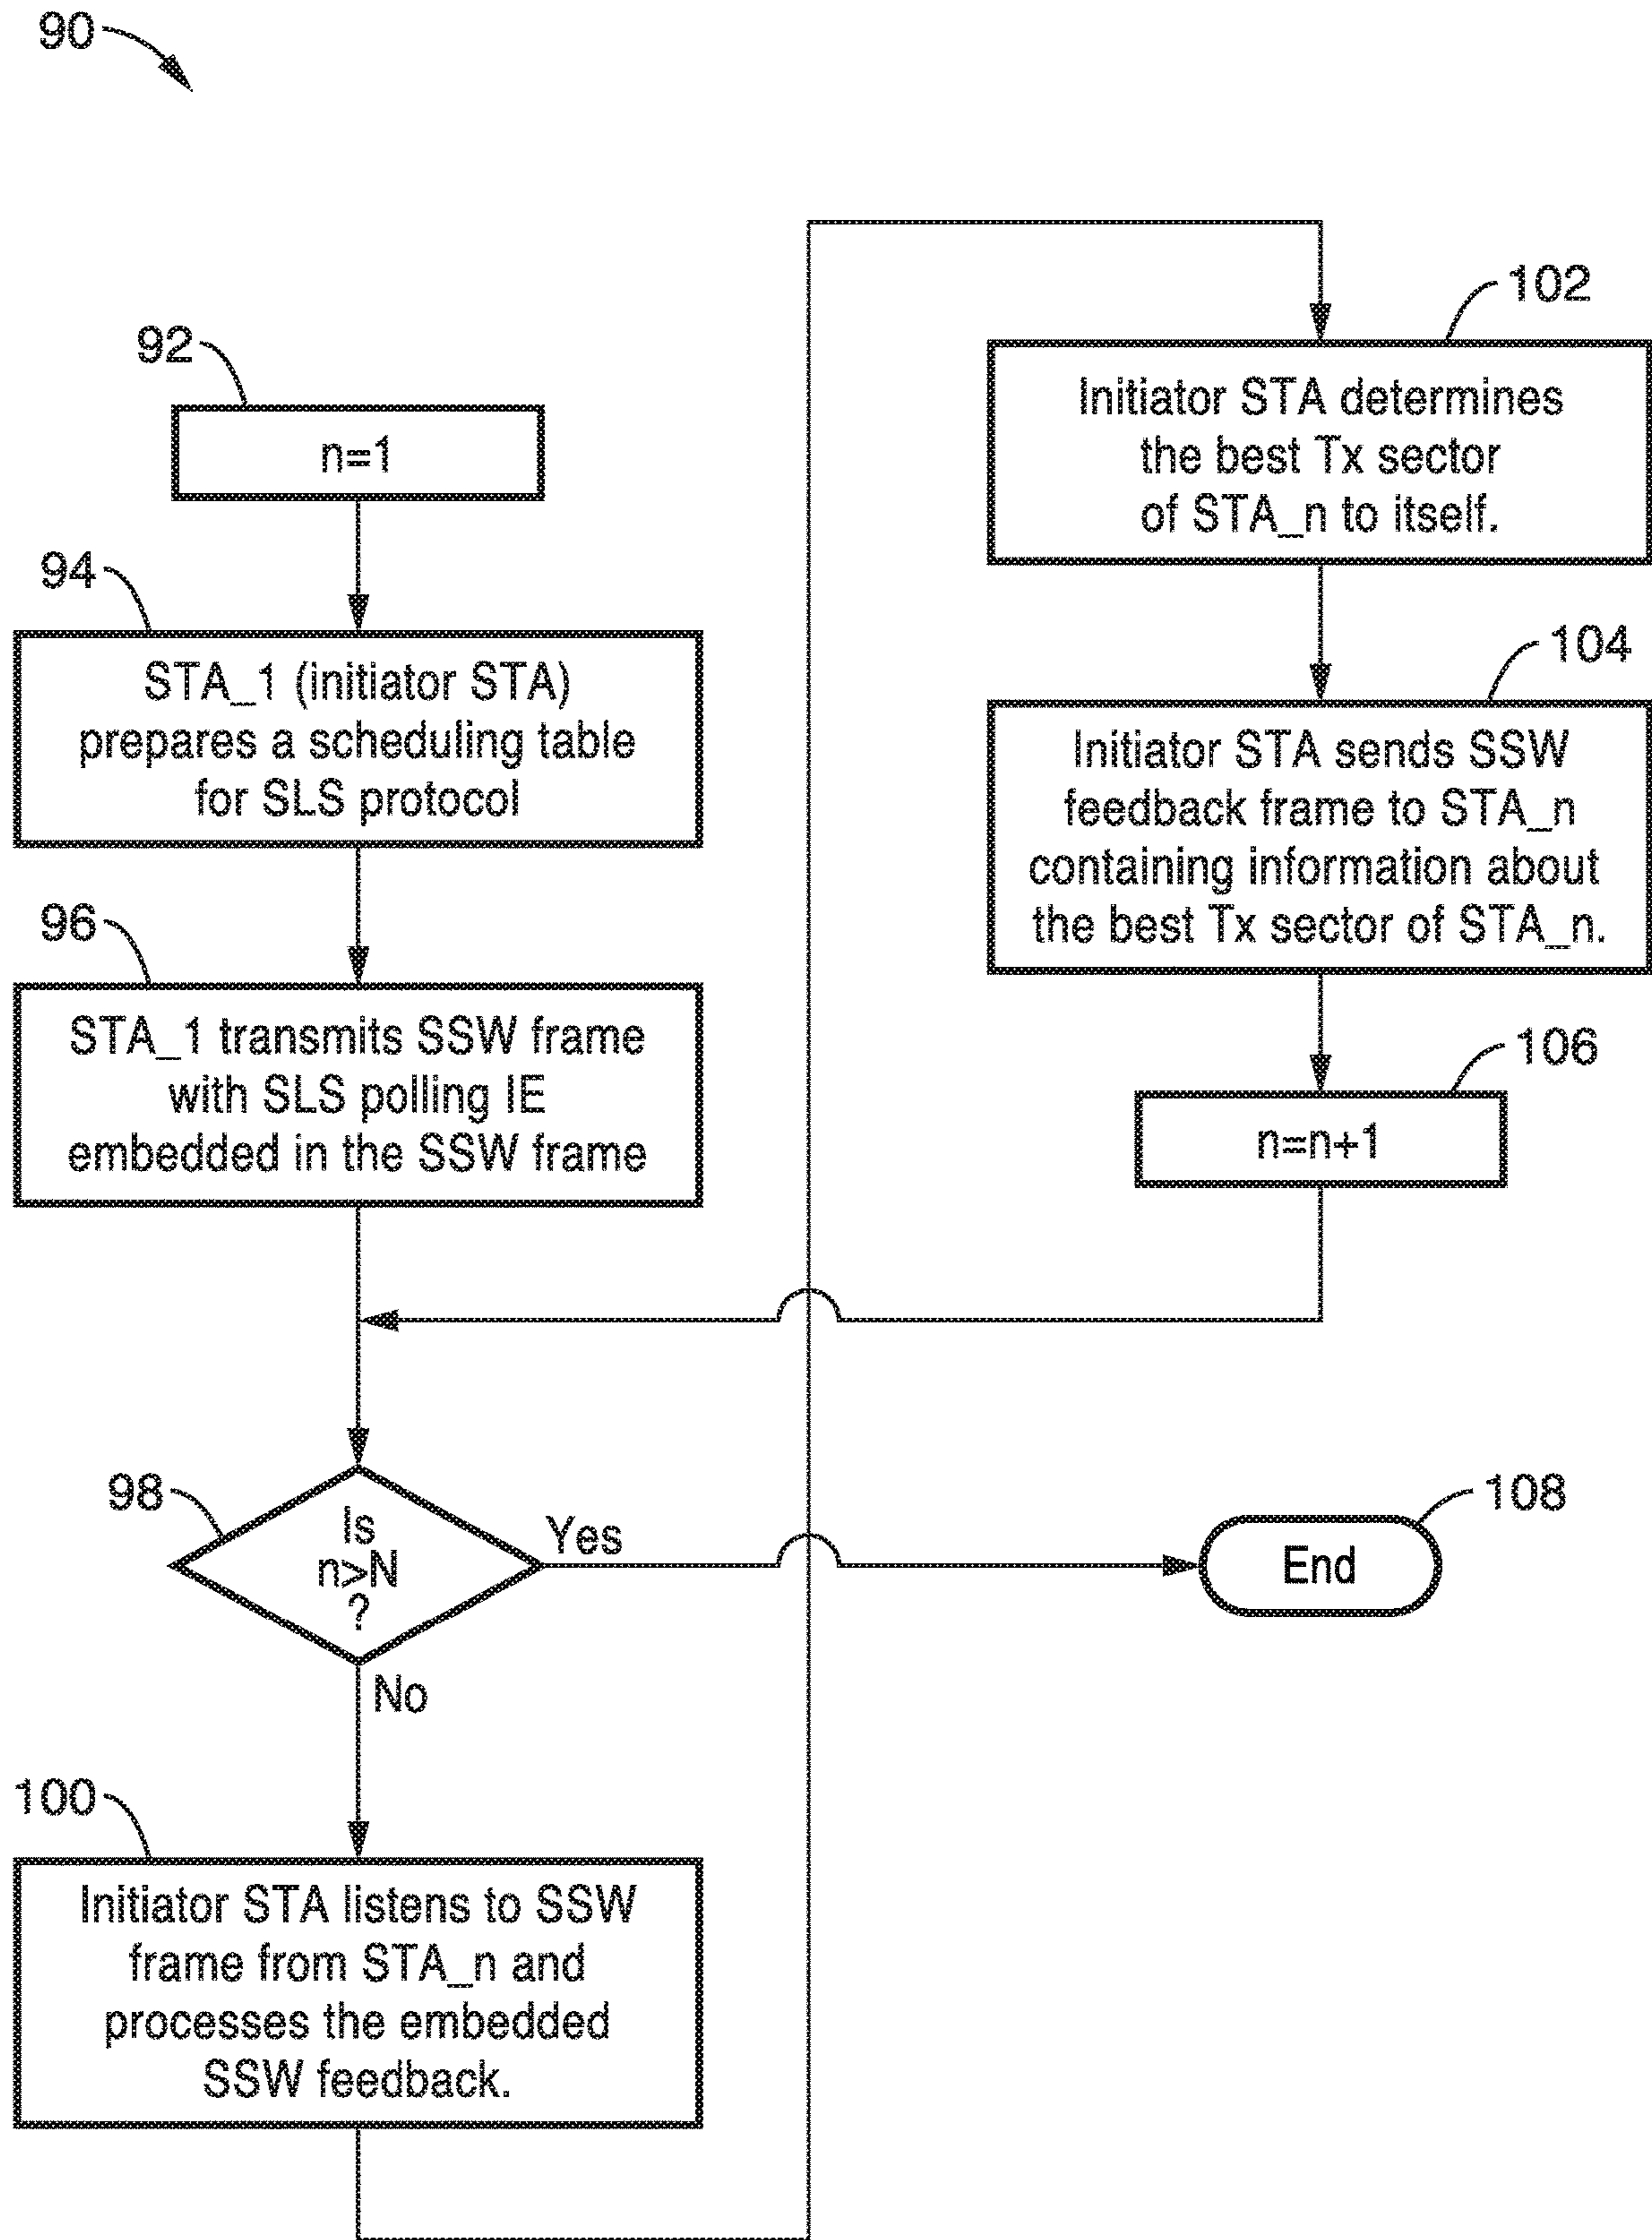 90
92
n=1
94
STA_1 (initiator STA)
prepares a scheduling table
for SLS protocol
96
STA_1 transmits SSW frame
with SLS polling IE
embedded in the SSW frame
98
Is
n>N
?
Yes
No
100
Initiator STA listens to SSW
frame from STA_n and
processes the embedded
SSW feedback.
102
Initiator STA determines
the best Tx sector
of STA_n to itself.
104
Initiator STA sends SSW
feedback frame to STA_n
containing information about
the best Tx sector of STA_n.
106
n=n+1
108
End